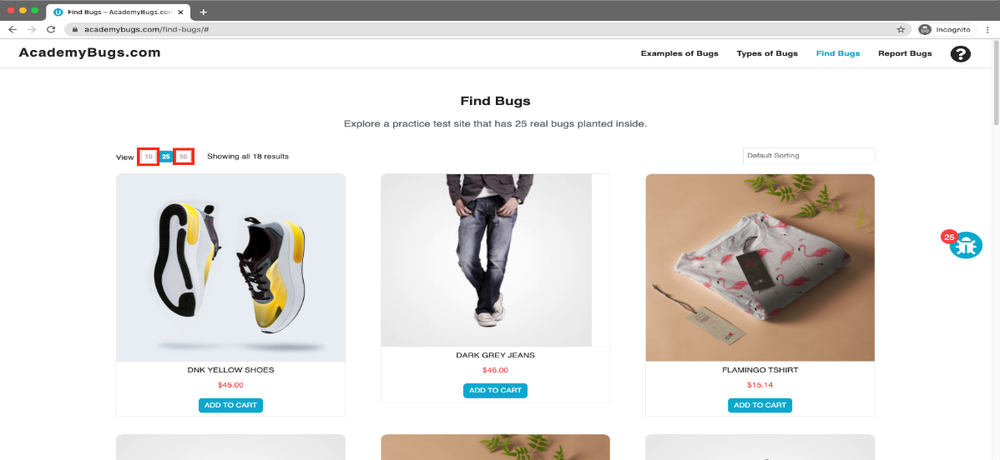 Find Bugs – AcademyBugs.com
academybugs.com/find-bugs/#
Incognito
AcademyBugs.com
Examples of Bugs
Types of Bugs
Find Bugs
Report Bugs
?
Find Bugs
Explore a practice test site that has 25 real bugs planted inside.
View 10 25 50 Showing all 18 results
Default Sorting
25
DNK YELLOW SHOES
$45.00
ADD TO CART
DARK GREY JEANS
$46.00
ADD TO CART
FLAMINGO TSHIRT
$15.14
ADD TO CART